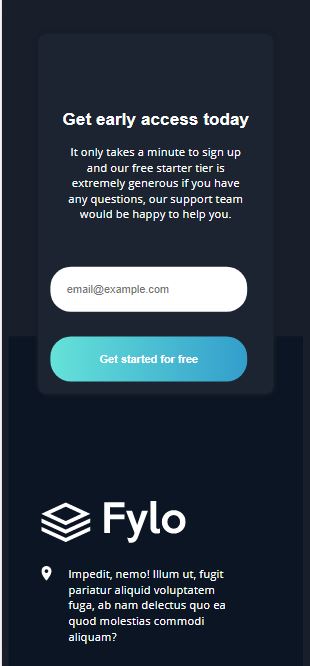 Get early access today
It only takes a minute to sign up
and our free starter tier is
extremely generous if you have
any questions, our support team
would be happy to help you.
email@example.com
Get started for free
Fylo
Impedit, nemo! Illum ut, fugit
pariatur aliquid voluptatem
fuga, ab nam delectus quo ea
quod molestias commodi
aliquam?